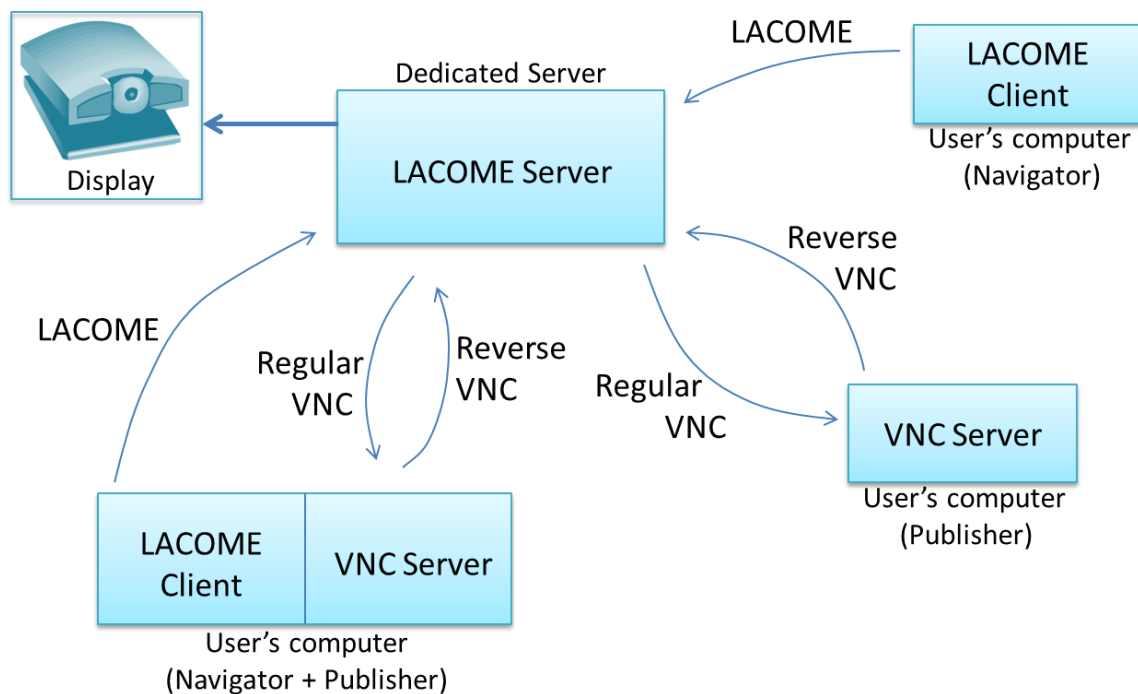 Display
Dedicated Server
LACOME Server
LACOME
LACOME
Client
User's computer
(Navigator)
LACOME
Regular
VNC
Reverse
VNC
Regular
VNC
Reverse
VNC
VNC Server
User's computer
(Publisher)
LACOME
Client
VNC Server
User's computer
(Navigator + Publisher)